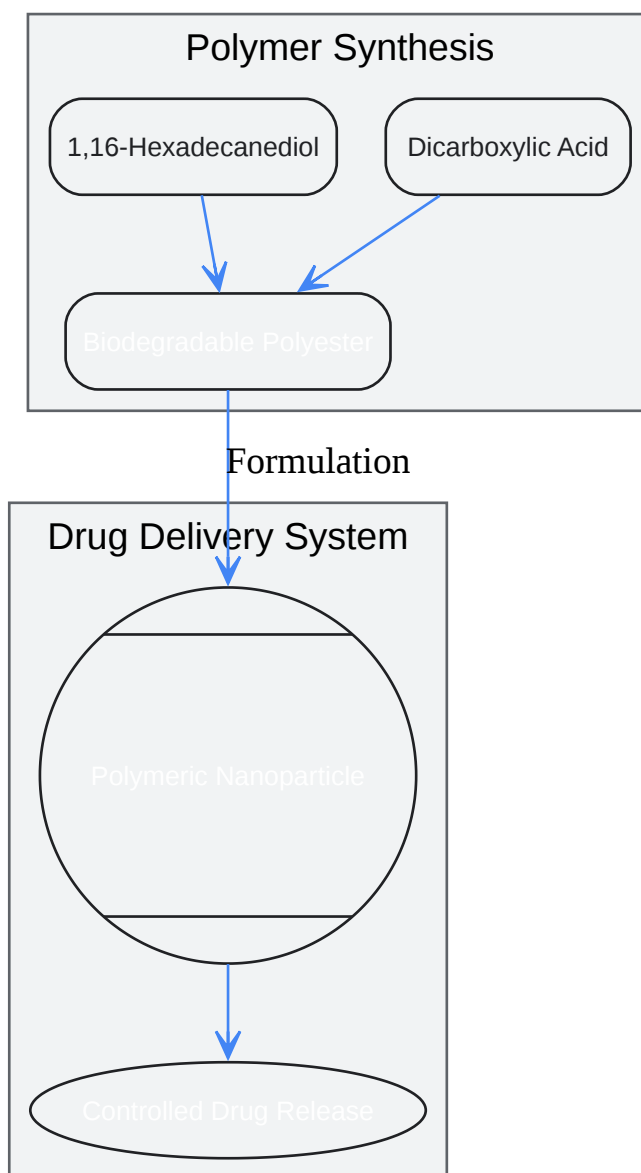 Polymer Synthesis
1,16-Hexadecanediol
Dicarboxylic Acid
Biodegradable Polyester
Formulation
Drug Delivery System
Polymeric Nanoparticle
Controlled Drug Release